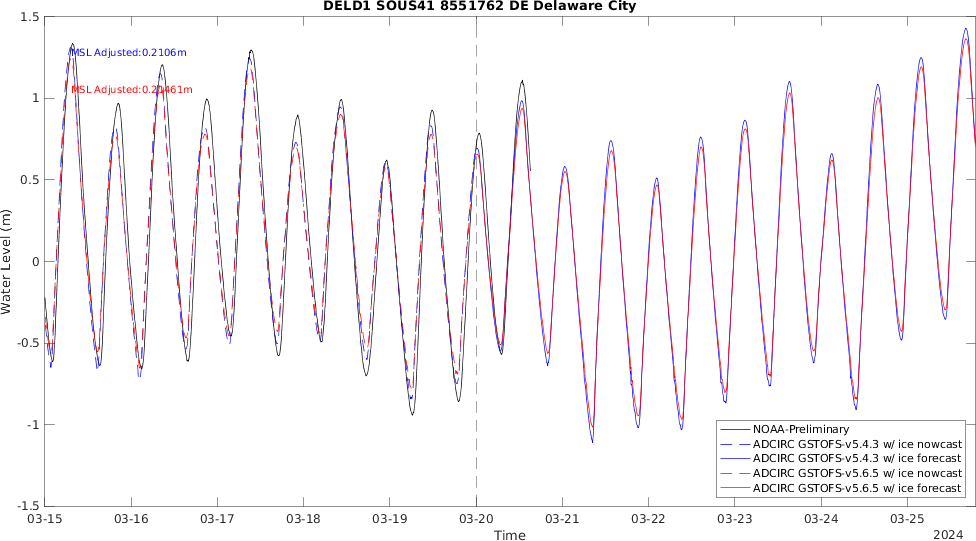 DELD1 SOUS41 8551762 DE Delaware City
1.5
MSL Adjusted:0.2106m
MSL Adjusted:0.21461m
1
0.5
0
-0.5
-1
-1.5
Water Level (m)
NOAA-Preliminary
ADCIRC GSTOFS-v5.4.3 w/ ice nowcast
ADCIRC GSTOFS-v5.4.3 w/ ice forecast
ADCIRC GSTOFS-v5.6.5 w/ ice nowcast
ADCIRC GSTOFS-v5.6.5 w/ ice forecast
03-15 03-16 03-17 03-18 03-19 03-20 03-21 03-22 03-23 03-24 03-25
Time
2024